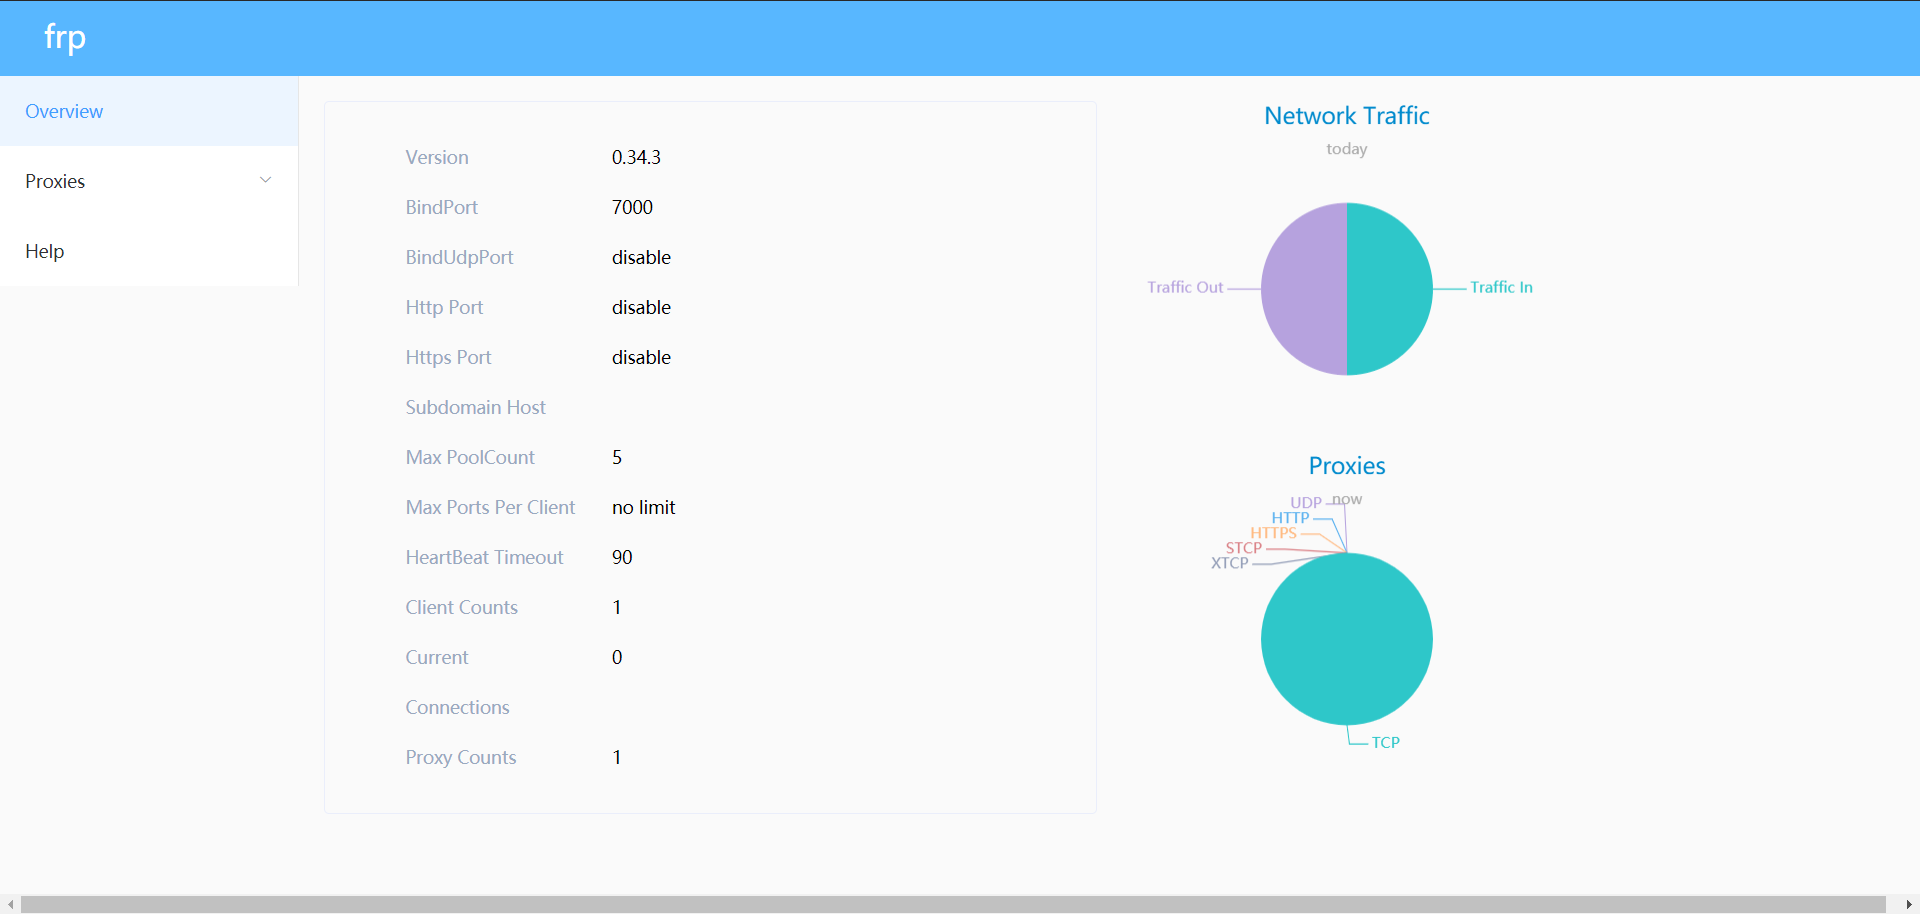 frp
Overview
Proxies
Help
Version 0.34.3
BindPort 7000
BindUdpPort disable
Http Port disable
Https Port disable
Subdomain Host
Max PoolCount 5
Max Ports Per Client no limit
HeartBeat Timeout 90
Client Counts 1
Current 0
Connections
Proxy Counts 1
Network Traffic
today
Traffic Out Traffic In
Proxies
now
UDP
HTTP
HTTPS
STCP
XTCP
TCP